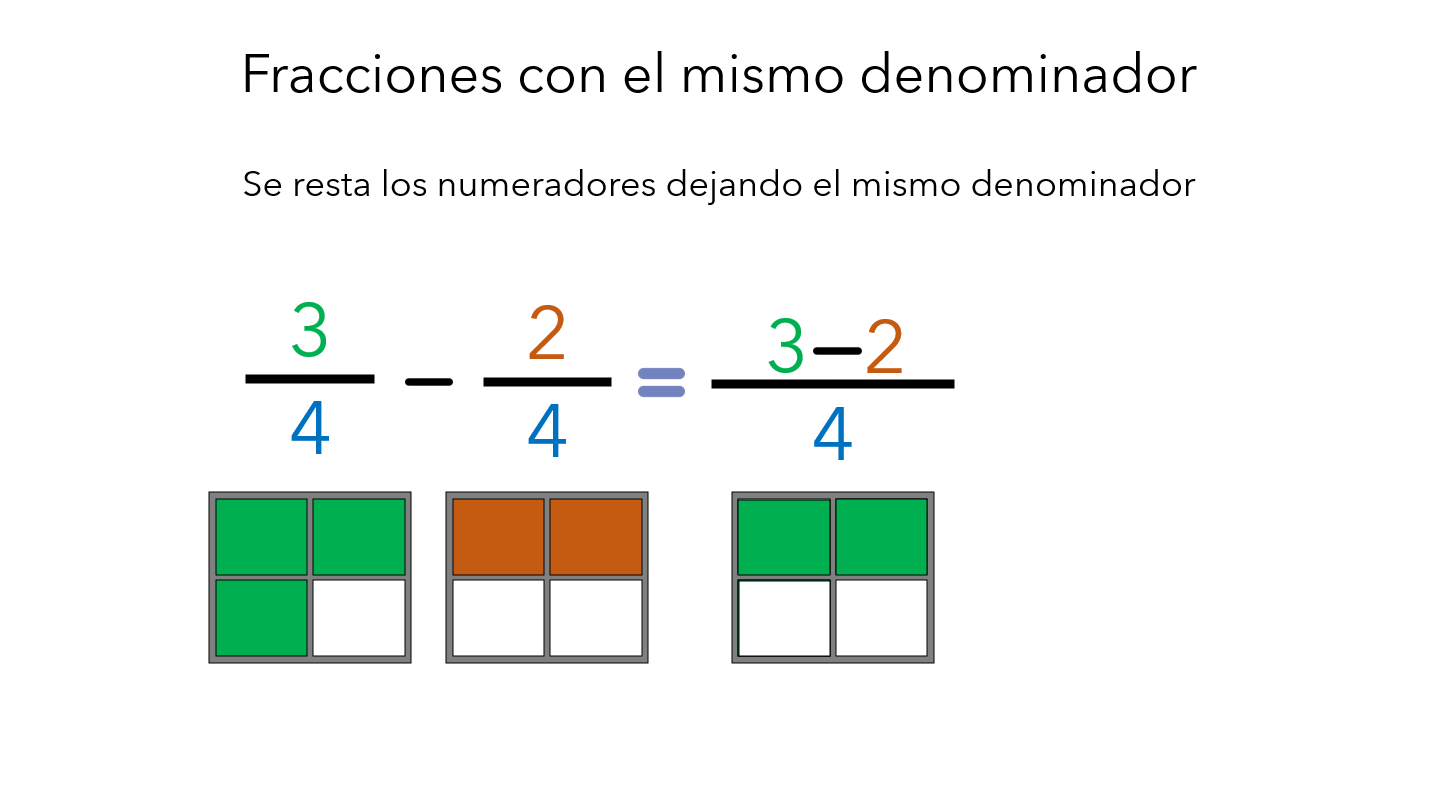 Fracciones con el mismo denominador
Se resta los numeradores dejando el mismo denominador
3 2 3−2
− =
4 4 4